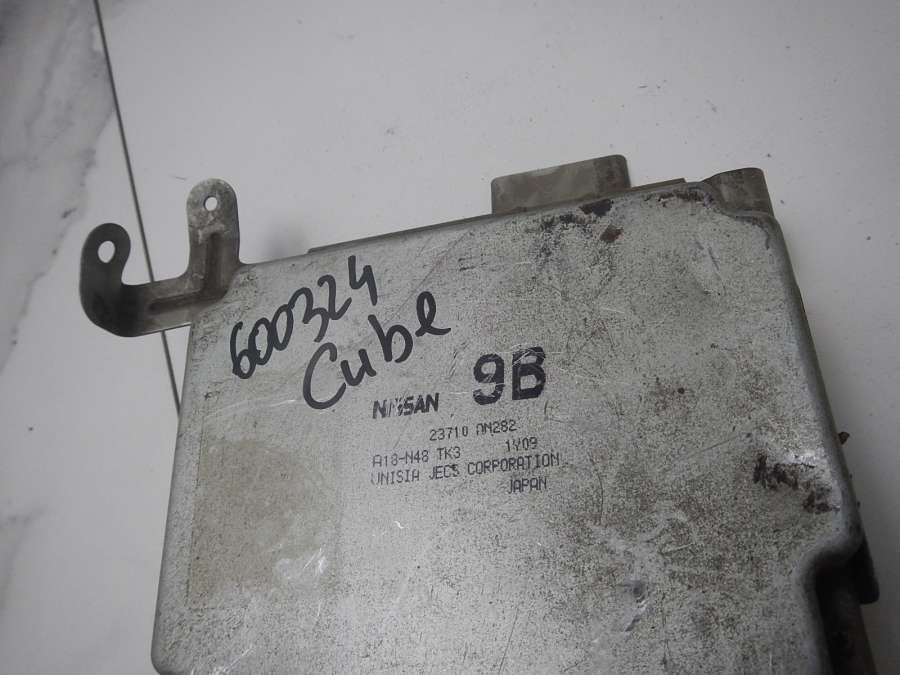 600324
Cube
NISSAN 9B
23710 AN282
A18-N48 TK3 1Y09
UNISIA JECS CORPORATION
JAPAN